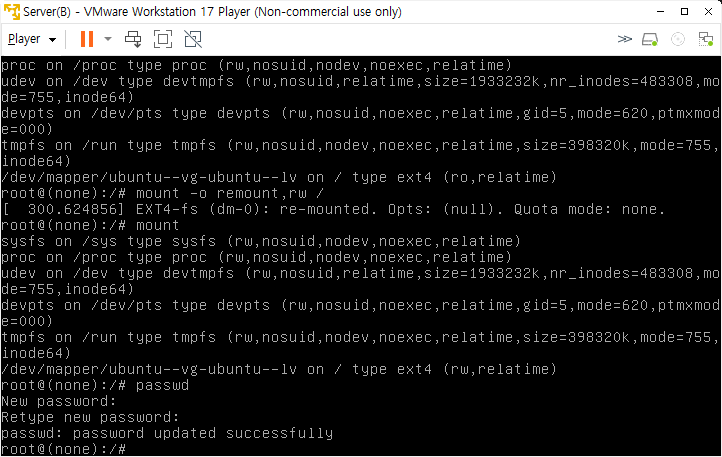 Server(B) - VMware Workstation 17 Player (Non-commercial use only)
Player
proc on /proc type proc (rw,nosuid,nodev,noexec,relatime)
udev on /dev type devtmpfs (rw,nosuid,relatime,size=1933232k,nr_inodes=483308,mo
de=755,inode64)
devpts on /dev/pts type devpts (rw,nosuid,noexec,relatime,gid=5,mode=620,ptmxmod
e=000)
tmpfs on /run type tmpfs (rw,nosuid,nodev,noexec,relatime,size=398320k,mode=755,
inode64)
/dev/mapper/ubuntu--vg-ubuntu--lv on / type ext4 (ro,relatime)
root@(none):/# mount -o remount,rw /
[  300.624856] EXT4-fs (dm-0): re-mounted. Opts: (null). Quota mode: none.
root@(none):/# mount
sysfs on /sys type sysfs (rw,nosuid,nodev,noexec,relatime)
proc on /proc type proc (rw,nosuid,nodev,noexec,relatime)
udev on /dev type devtmpfs (rw,nosuid,relatime,size=1933232k,nr_inodes=483308,mo
de=755,inode64)
devpts on /dev/pts type devpts (rw,nosuid,noexec,relatime,gid=5,mode=620,ptmxmod
e=000)
tmpfs on /run type tmpfs (rw,nosuid,nodev,noexec,relatime,size=398320k,mode=755,
inode64)
/dev/mapper/ubuntu--vg-ubuntu--lv on / type ext4 (rw,relatime)
root@(none):/# passwd
New password:
Retype new password:
passwd: password updated successfully
root@(none):/#